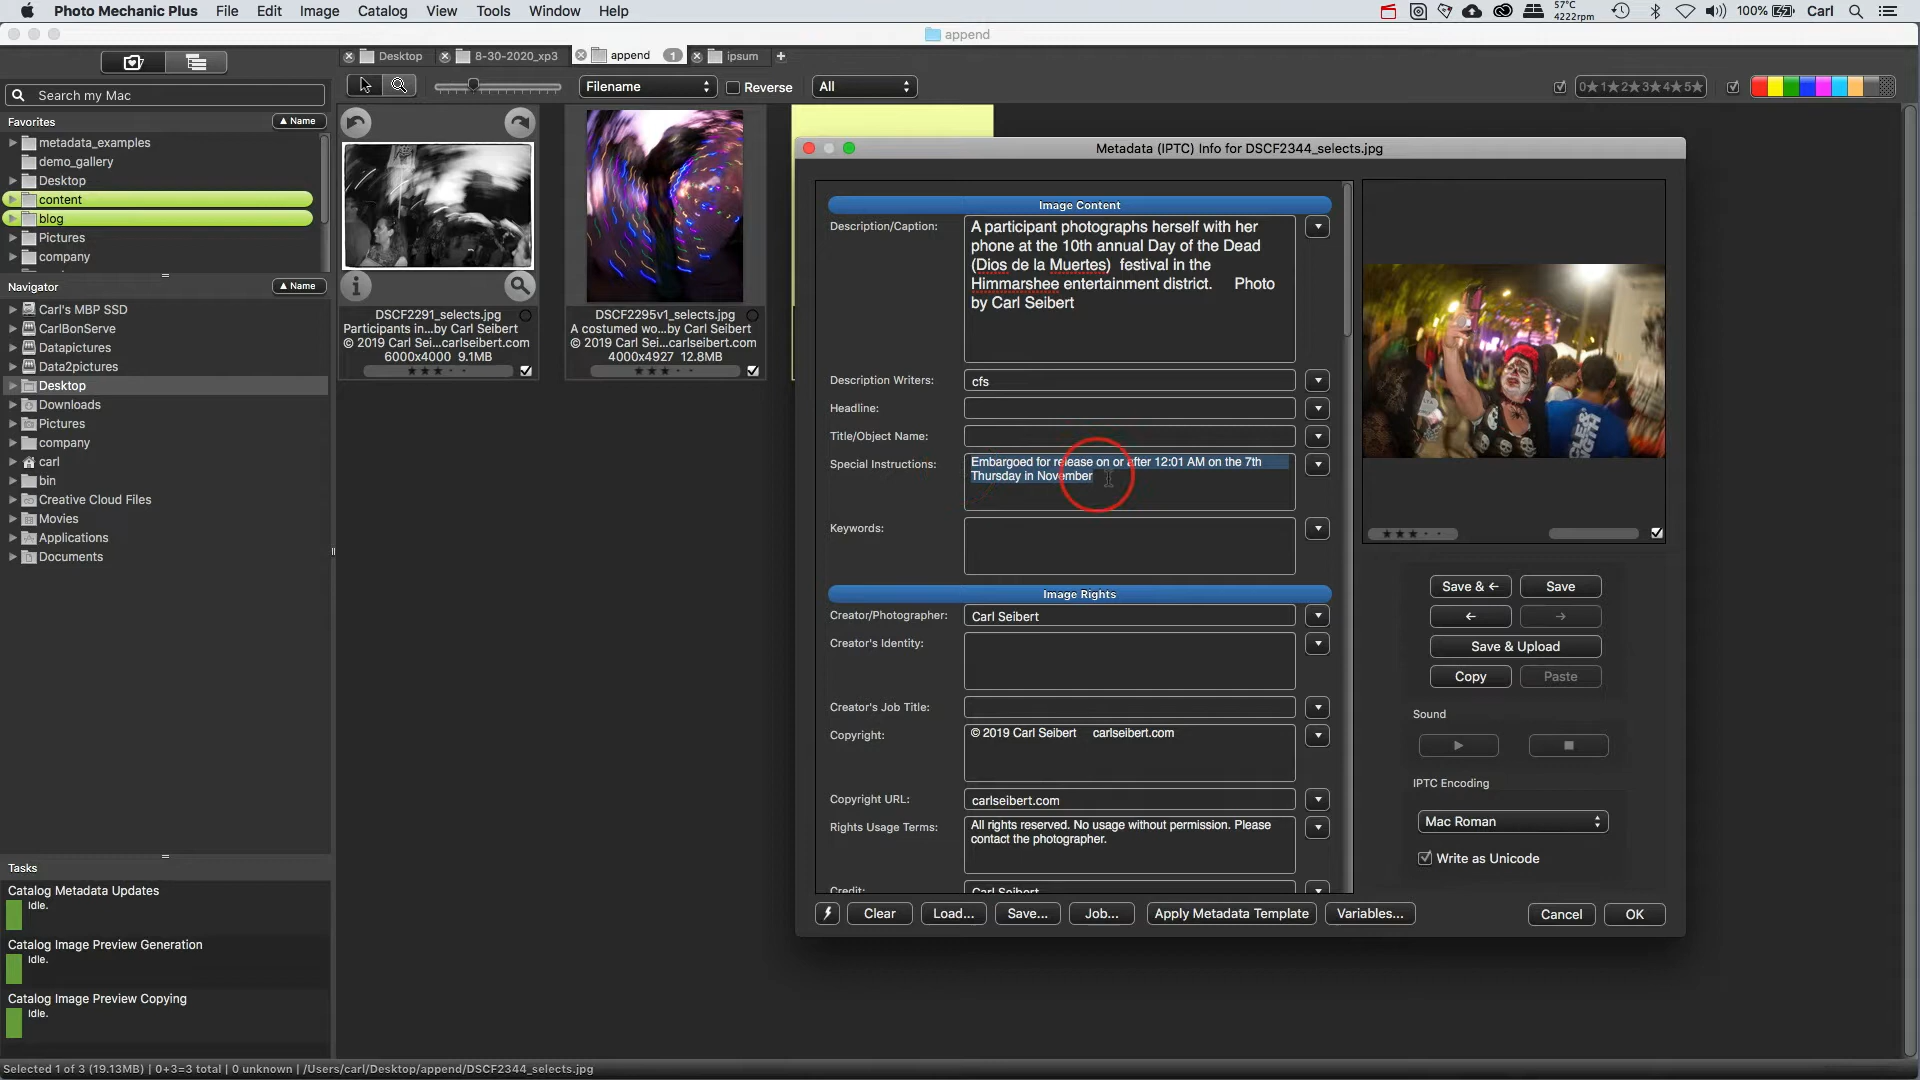 Photo Mechanic Plus File Edit Image Catalog View Tools Window Help
57°C
4222rpm
100%
Carl
append
Desktop
8-30-2020_xp3
append
1
ipsum
Search my Mac
Filename
Reverse
All
0★1★2★3★4★5★
Favorites
▲ Name
metadata_examples
demo_gallery
Desktop
content
blog
Pictures
company
Navigator
▲ Name
Carl's MBP SSD
CarlBonServe
Datapictures
Data2pictures
Desktop
Downloads
Pictures
company
carl
bin
Creative Cloud Files
Movies
Applications
Documents
Tasks
Catalog Metadata Updates
Idle.
Catalog Image Preview Generation
Idle.
Catalog Image Preview Copying
Idle.
DSCF2291_selects.jpg
Participants in...by Carl Seibert
© 2019 Carl Sei...carlseibert.com
6000x4000 9.1MB
DSCF2295v1_selects.jpg
A costumed wo...by Carl Seibert
© 2019 Carl Sei...carlseibert.com
4000x4927 12.8MB
Metadata (IPTC) Info for DSCF2344_selects.jpg
Image Content
Description/Caption:
A participant photographs herself with her
phone at the 10th annual Day of the Dead
(Dios de la Muertes) festival in the
Himmarshee entertainment district. Photo
by Carl Seibert
Description Writers:
cfs
Headline:
Title/Object Name:
Special Instructions:
Embargoed for release on or after 12:01 AM on the 7th
Thursday in November
Keywords:
Image Rights
Creator/Photographer:
Carl Seibert
Creator's Identity:
Creator's Job Title:
Copyright:
© 2019 Carl Seibert carlseibert.com
Copyright URL:
carlseibert.com
Rights Usage Terms:
All rights reserved. No usage without permission. Please
contact the photographer.
Credit:
Carl Seibert
Save & ←
Save
←
→
Save & Upload
Copy
Paste
Sound
IPTC Encoding
Mac Roman
Write as Unicode
Clear
Load...
Save...
Job...
Apply Metadata Template
Variables...
Cancel
OK
Selected 1 of 3 (19.13MB) | 0+3=3 total | 0 unknown | /Users/carl/Desktop/append/DSCF2344_selects.jpg